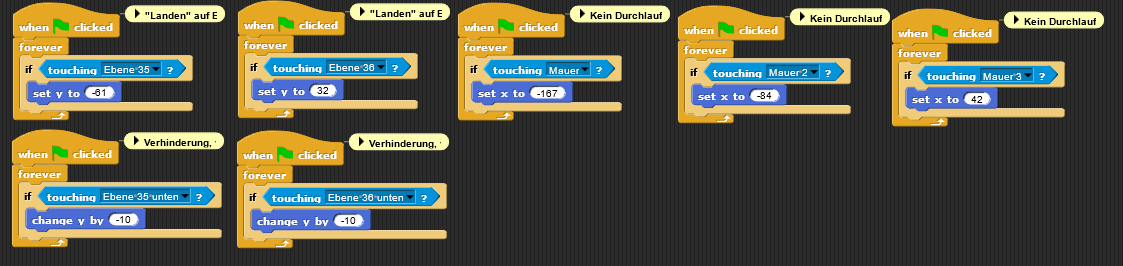 "Landen" auf E
when clicked
forever
if touching Ebene 35 ?
set y to -61
"Landen" auf E
when clicked
forever
if touching Ebene 36 ?
set y to 32
Kein Durchlauf
when clicked
forever
if touching Mauer ?
set x to -167
Kein Durchlauf
when clicked
forever
if touching Mauer 2 ?
set x to -84
Kein Durchlauf
when clicked
forever
if touching Mauer 3 ?
set x to 42
Verhinderung,
when clicked
forever
if touching Ebene 35 unten ?
change y by -10
Verhinderung,
when clicked
forever
if touching Ebene 36 unten ?
change y by -10